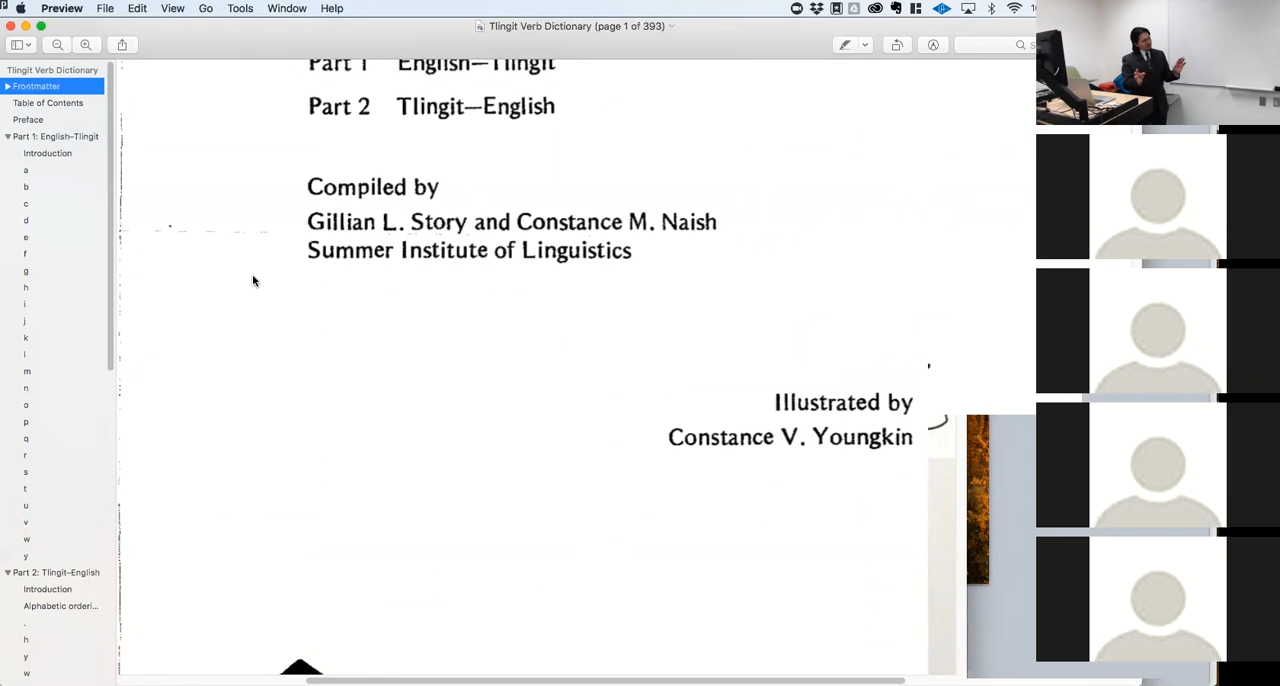 Preview File Edit View Go Tools Window Help
Tlingit Verb Dictionary (page 1 of 393)
Tlingit Verb Dictionary
Frontmatter
Table of Contents
Preface
Part 1: English–Tlingit
Introduction
a
b
c
d
e
f
g
h
i
j
k
l
m
n
o
p
q
r
s
t
u
v
w
y
Part 2: Tlingit–English
Introduction
Alphabetic orderi...
.
h
y
w
Part 1 English—Tlingit
Part 2 Tlingit—English
Compiled by
Gillian L. Story and Constance M. Naish
Summer Institute of Linguistics
Illustrated by
Constance V. Youngkin